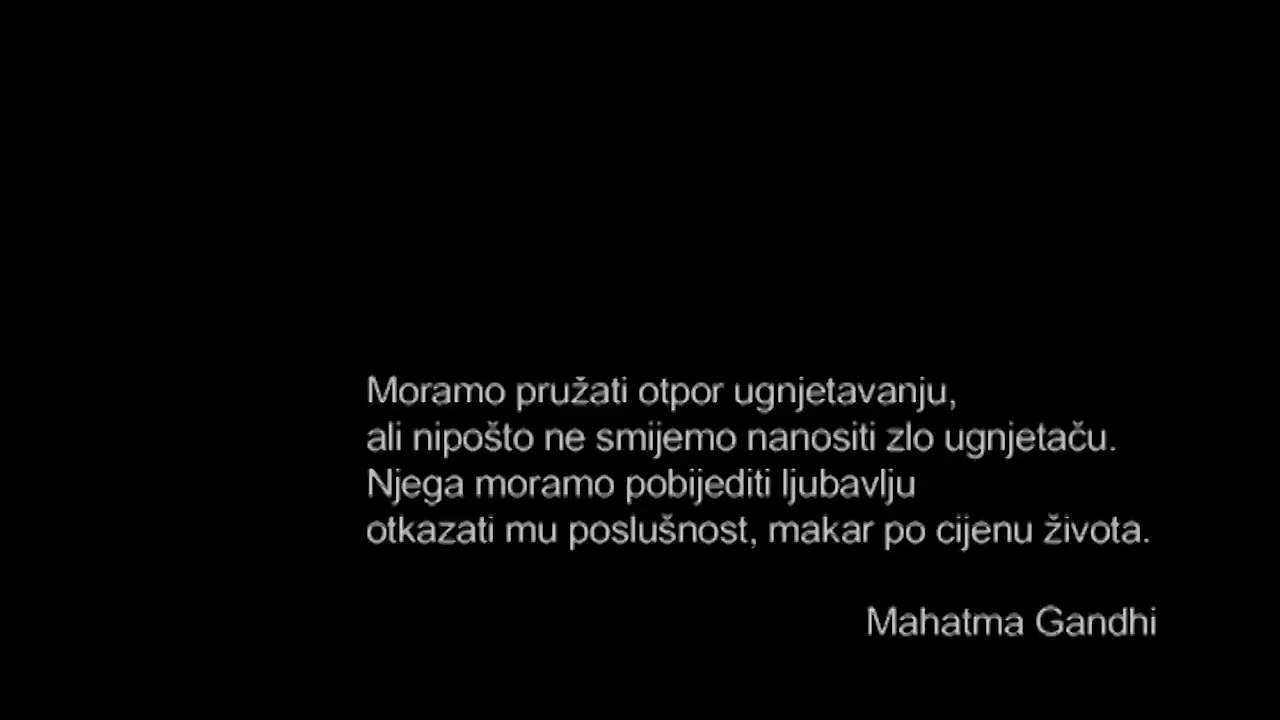 Moramo pružati otpor ugnjetavanju,
ali nipošto ne smijemo nanositi zlo ugnjetaču.
Njega moramo pobijediti ljubavlju
otkazati mu poslušnost, makar po cijenu života.
Mahatma Gandhi